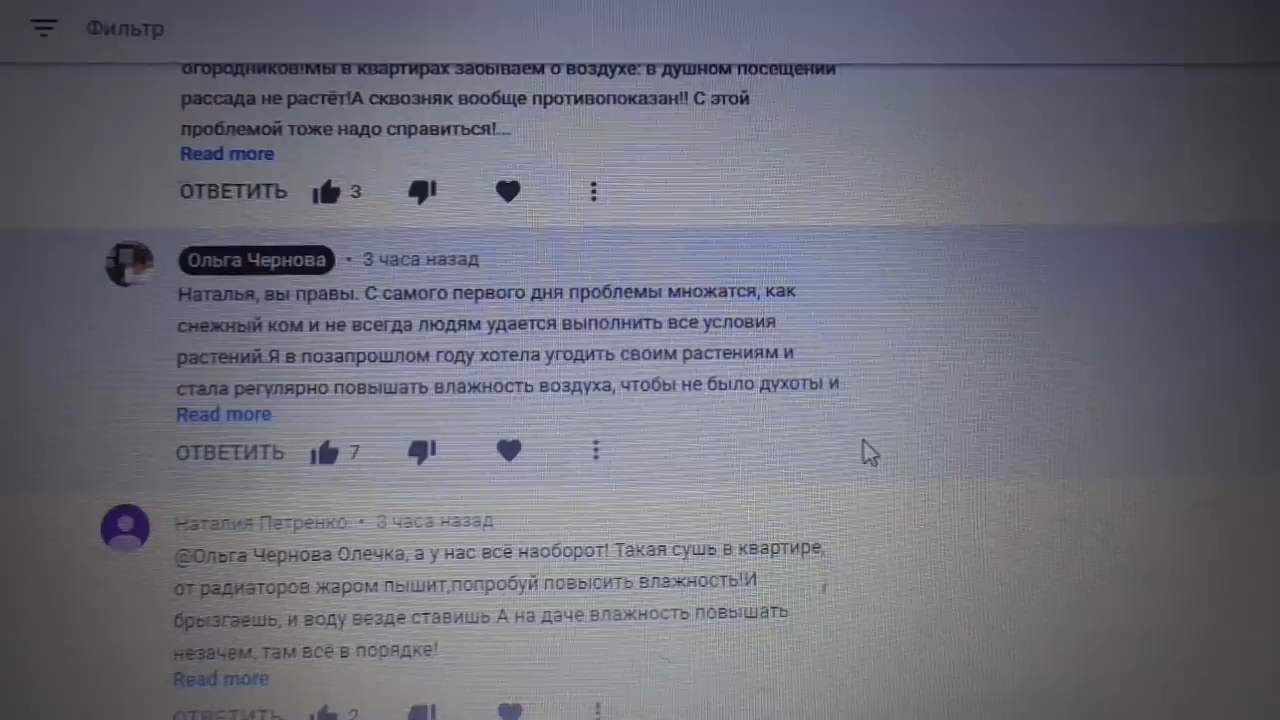 Фильтр
огородников!Мы в квартирах забываем о воздухе: в душном посещении
рассада не растёт!А сквозняк вообще противопоказан!! С этой
проблемой тоже надо справиться!...
Read more
ОТВЕТИТЬ 3
Ольга Чернова • 3 часа назад
Наталья, вы правы. С самого первого дня проблемы множатся, как
снежный ком и не всегда людям удается выполнить все условия
растений.Я в позапрошлом году хотела угодить своим растениям и
стала регулярно повышать влажность воздуха, чтобы не было духоты и
Read more
ОТВЕТИТЬ 7
Наталия Петренко • 3 часа назад
@Ольга Чернова Олечка, а у нас всё наоборот! Такая сушь в квартире,
от радиаторов жаром пышит,попробуй повысить влажность!И
брызгаешь, и воду везде ставишь.А на даче влажность повышать
незачем, там всё в порядке!
Read more
ОТВЕТИТЬ 2